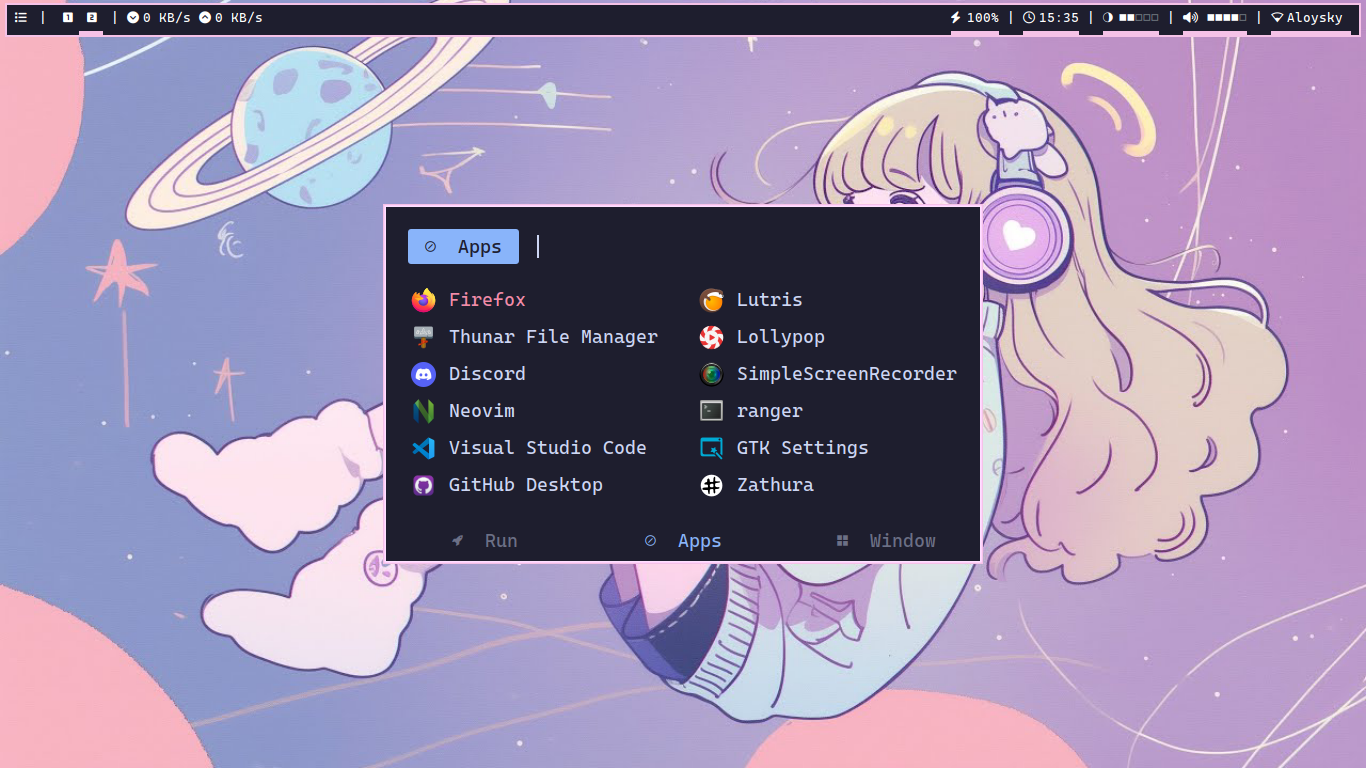 | 1 2 | 0 KB/s 0 KB/s
100% | 15:35 | | | Aloysky
Apps
Firefox
Thunar File Manager
Discord
Neovim
Visual Studio Code
GitHub Desktop
Lutris
Lollypop
SimpleScreenRecorder
ranger
GTK Settings
Zathura
Run Apps Window